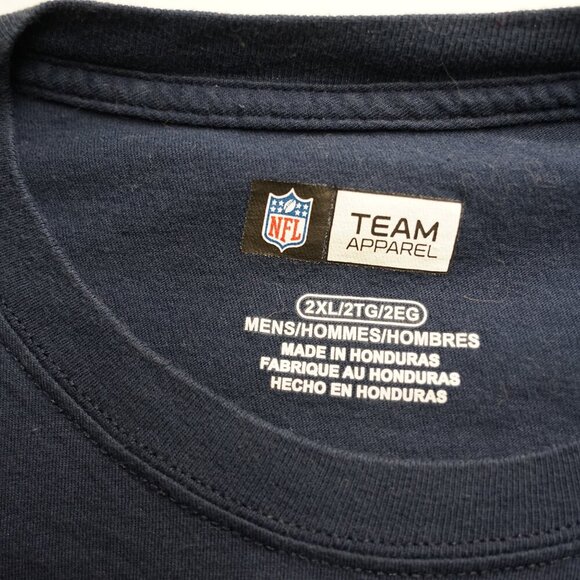 NFL
TEAM
APPAREL
2XL/2TG/2EG
MENS/HOMMES/HOMBRES
MADE IN HONDURAS
FABRIQUE AU HONDURAS
HECHO EN HONDURAS